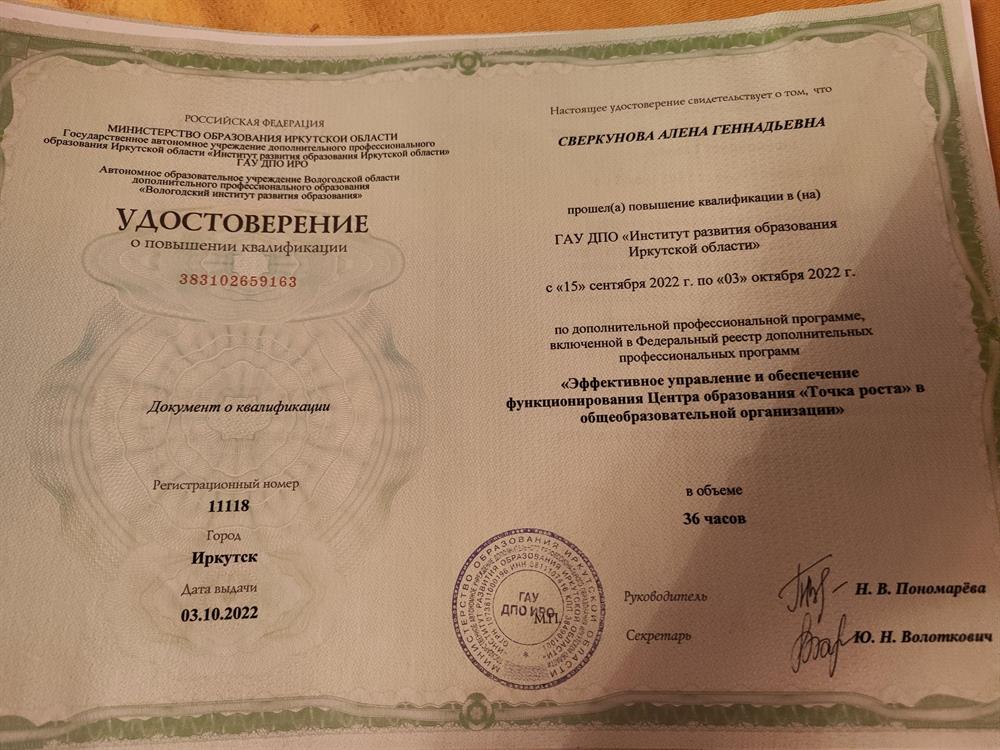 РОССИЙСКАЯ ФЕДЕРАЦИЯ
МИНИСТЕРСТВО ОБРАЗОВАНИЯ ИРКУТСКОЙ ОБЛАСТИ
Государственное автономное учреждение дополнительного профессионального
образования Иркутской области «Институт развития образования Иркутской области»
ГАУ ДПО ИРО
Автономное образовательное учреждение Вологодской области
дополнительного профессионального образования
«Вологодский институт развития образования»
УДОСТОВЕРЕНИЕ
о повышении квалификации
383102659163
Документ о квалификации
Регистрационный номер
11118
Город
Иркутск
Дата выдачи
03.10.2022
Настоящее удостоверение свидетельствует о том, что
СВЕРКУНОВА АЛЕНА ГЕННАДЬЕВНА
прошел(а) повышение квалификации в (на)
ГАУ ДПО «Институт развития образования
Иркутской области»
с «15» сентября 2022 г. по «03» октября 2022 г.
по дополнительной профессиональной программе,
включенной в Федеральный реестр дополнительных
профессиональных программ
«Эффективное управление и обеспечение
функционирования Центра образования «Точка роста» в
общеобразовательной организации»
в объеме
36 часов
МИНИСТЕРСТВО ОБРАЗОВАНИЯ ИРКУТСКОЙ ОБЛАСТИ
ГАУ
ДПО ИРО
М.П.
Руководитель
Н. В. Пономарёва
Секретарь
Ю. Н. Волоткович